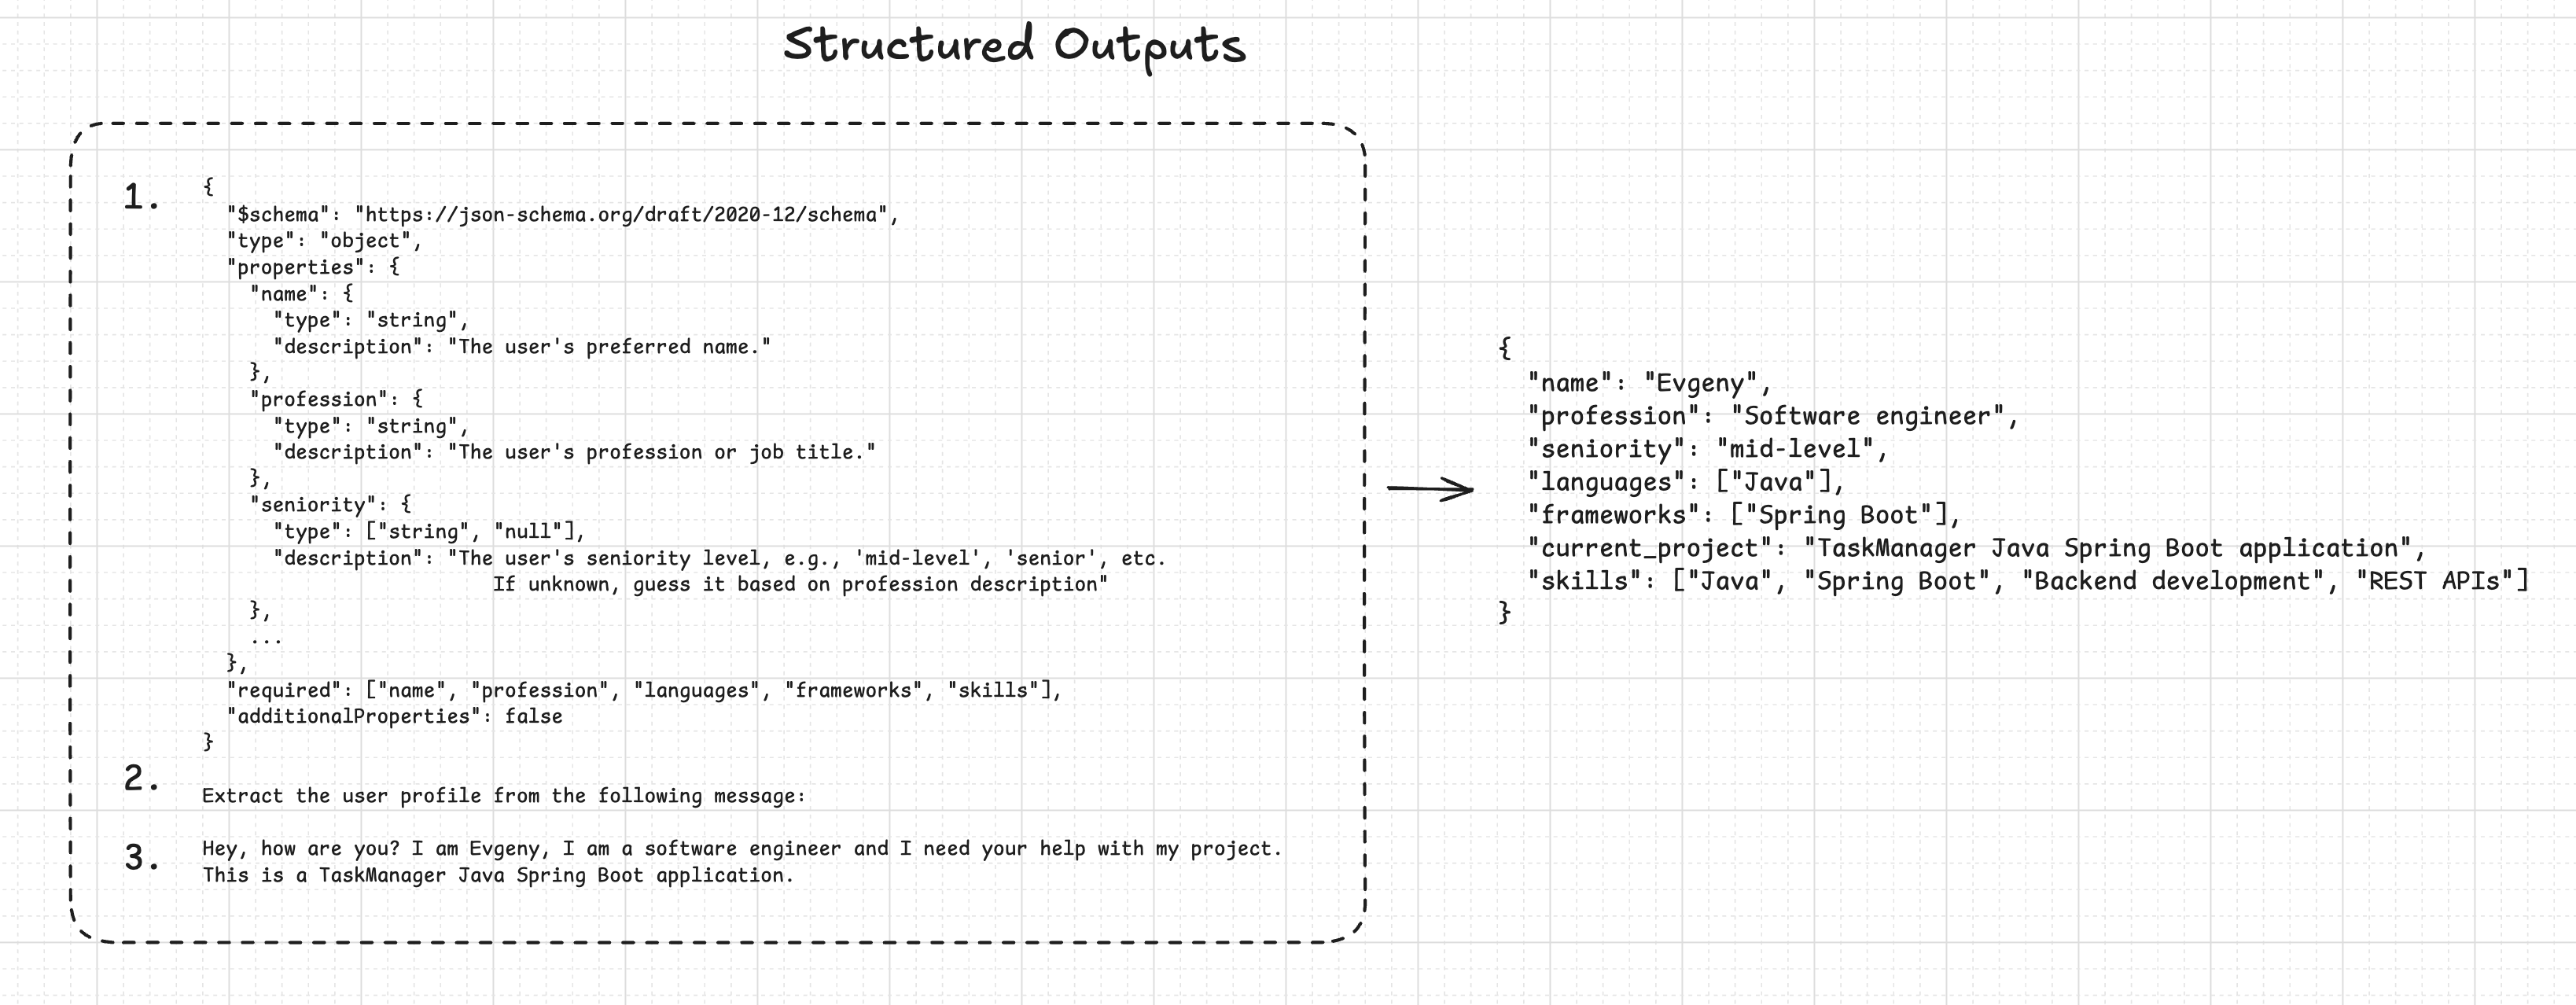 Structured Outputs
1.
{
  "$schema": "https://json-schema.org/draft/2020-12/schema",
  "type": "object",
  "properties": {
    "name": {
      "type": "string",
      "description": "The user's preferred name."
    },
    "profession": {
      "type": "string",
      "description": "The user's profession or job title."
    },
    "seniority": {
      "type": ["string", "null"],
      "description": "The user's seniority level, e.g., 'mid-level', 'senior', etc.
                         If unknown, guess it based on profession description"
    },
    ...
  },
  "required": ["name", "profession", "languages", "frameworks", "skills"],
  "additionalProperties": false
}
2.
Extract the user profile from the following message:
3.
Hey, how are you? I am Evgeny, I am a software engineer and I need your help with my project.
This is a TaskManager Java Spring Boot application.
{
  "name": "Evgeny",
  "profession": "Software engineer",
  "seniority": "mid-level",
  "languages": ["Java"],
  "frameworks": ["Spring Boot"],
  "current_project": "TaskManager Java Spring Boot application",
  "skills": ["Java", "Spring Boot", "Backend development", "REST APIs"]
}